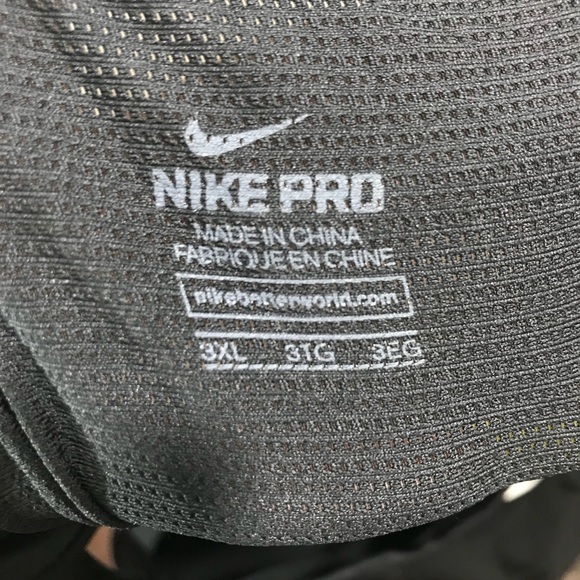 NIKE PRO
MADE IN CHINA
FABRIQUE EN CHINE
nikebetterworld.com
3XL 3TG 3EG